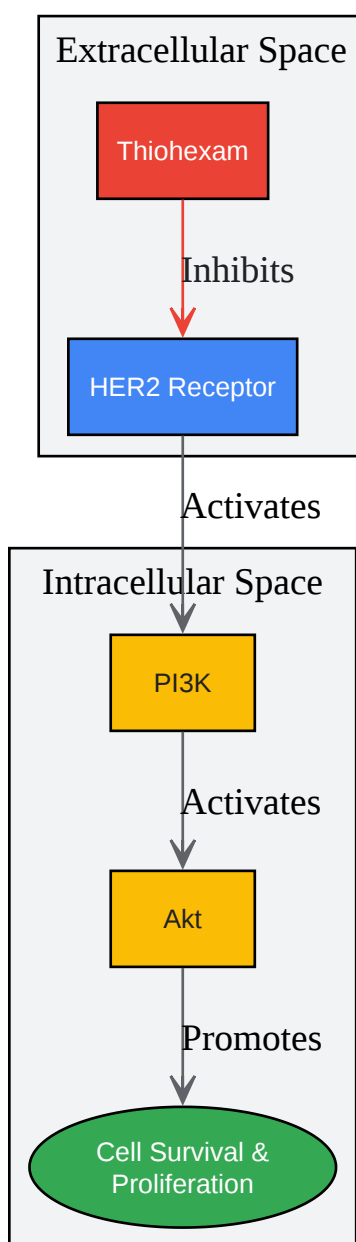 Extracellular Space
Thiohexam
Inhibits
HER2 Receptor
Activates
Intracellular Space
PI3K
Activates
Akt
Promotes
Cell Survival &
Proliferation